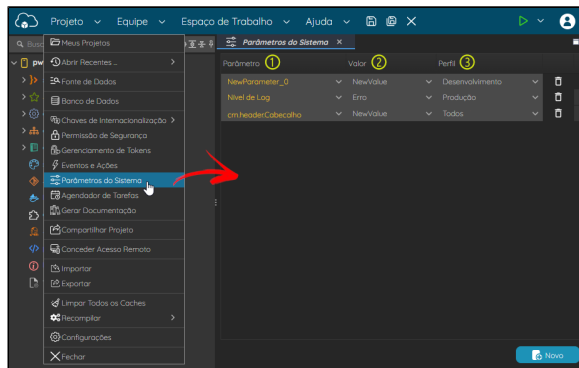 Projeto Equipe Espaço de Trabalho Ajuda
Busc
Parâmetros do Sistema
pw
Meus Projetos
Abrir Recentes ...
Fonte de Dados
Banco de Dados
Chaves de Internacionalização
Permissão de Segurança
Gerenciamento de Tokens
Eventos e Ações
Parâmetros do Sistema
Agendador de Tarefas
Gerar Documentação
Compartilhar Projeto
Conceder Acesso Remoto
Importar
Exportar
Limpar Todos os Caches
Recompilar
Configurações
Fechar
Parâmetro 1 Valor 2 Perfil 3
NewParameter_0 NewValue Desenvolvimento
Nivel de Log Erro Produção
cm.headerCabecalho NewValue Todos
Novo